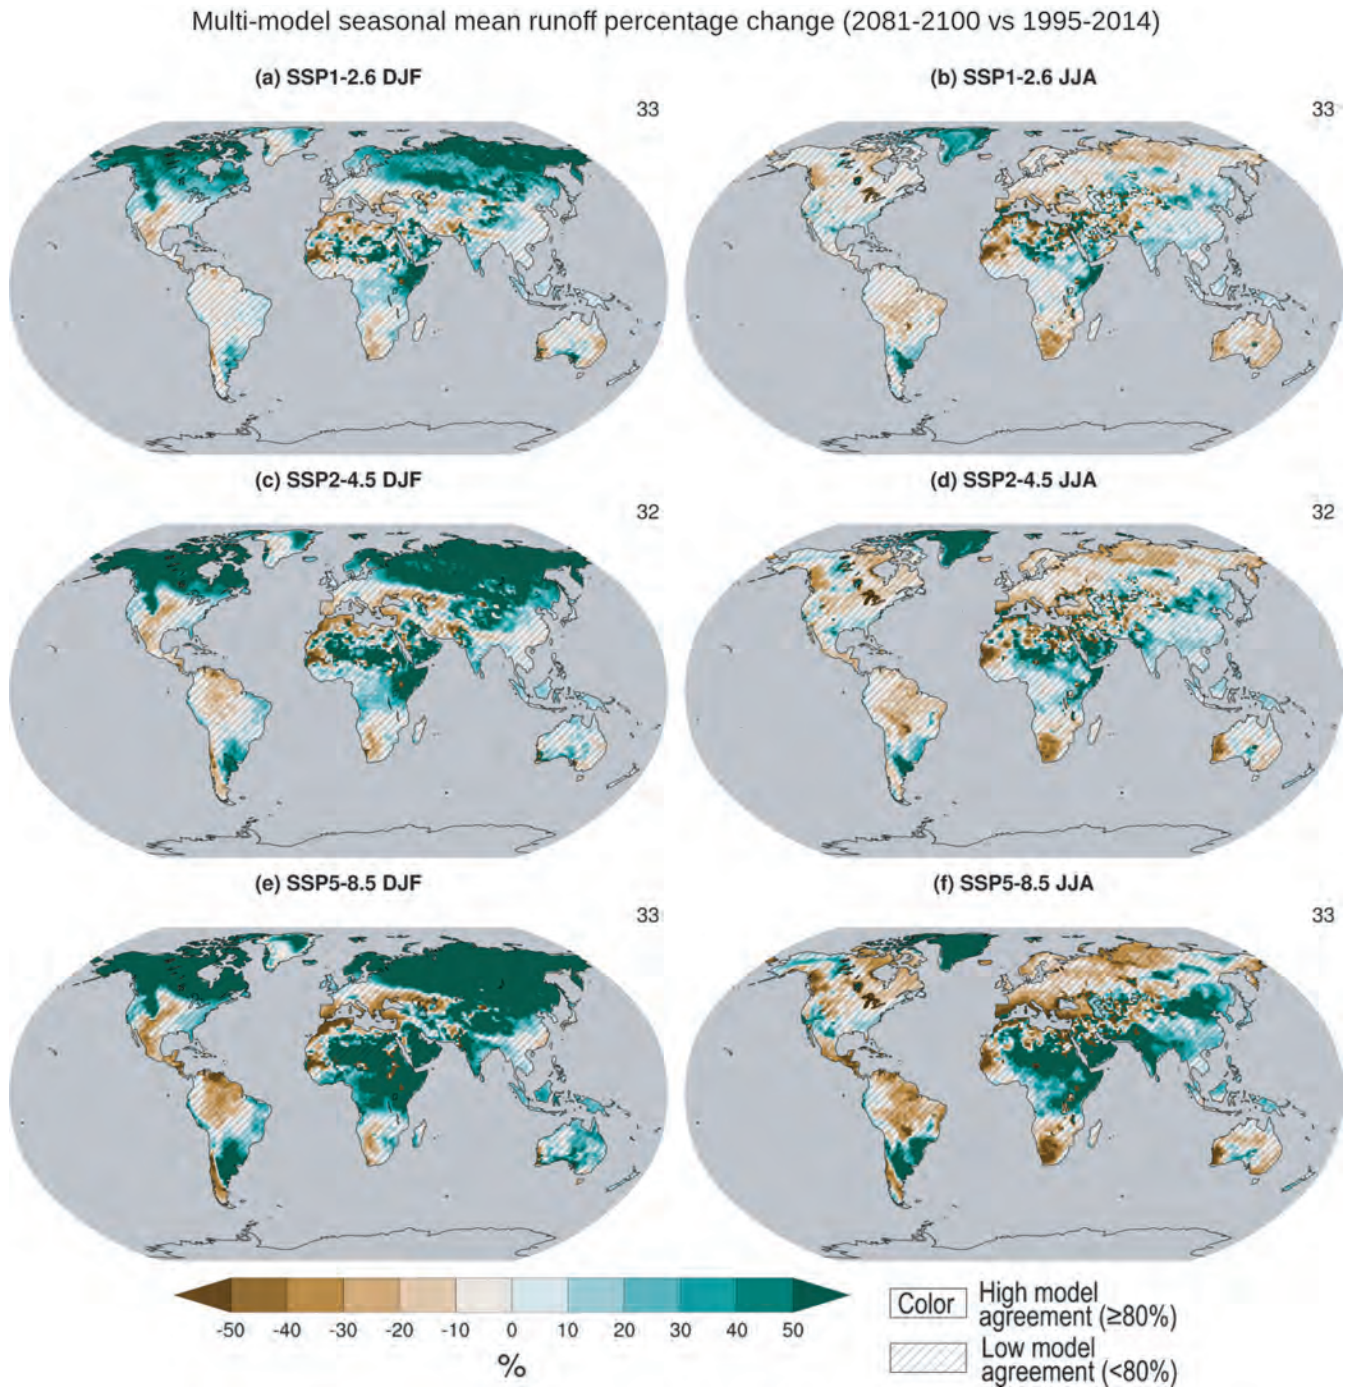 Multi-model seasonal mean runoff percentage change (2081-2100 vs 1995-2014)
(a) SSP1-2.6 DJF
33
(b) SSP1-2.6 JJA
33
(c) SSP2-4.5 DJF
32
(d) SSP2-4.5 JJA
32
(e) SSP5-8.5 DJF
33
(f) SSP5-8.5 JJA
33
-50 -40 -30 -20 -10 0 10 20 30 40 50
%
Color High model
agreement (≥80%)
Low model
agreement (<80%)